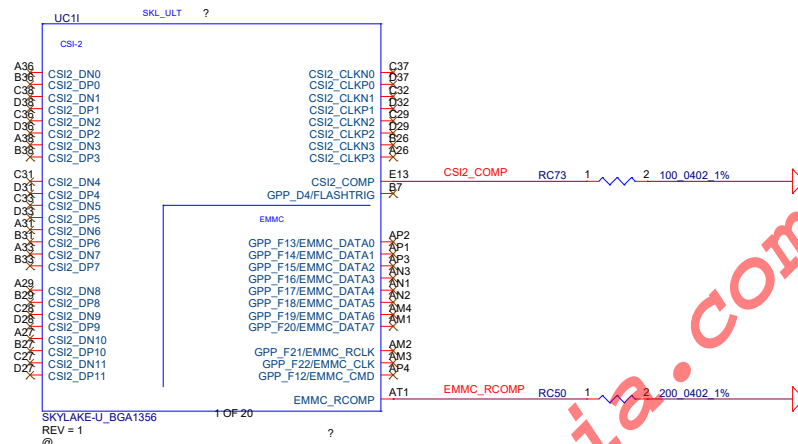 UC1I SKL_ULT ?
CSI-2
A36 CSI2_DN0 CSI2_CLKN0 C37
B36 CSI2_DP0 CSI2_CLKP0 D37
C38 CSI2_DN1 CSI2_CLKN1 C32
D38 CSI2_DP1 CSI2_CLKP1 D32
C36 CSI2_DN2 CSI2_CLKN2 C29
D36 CSI2_DP2 CSI2_CLKP2 D29
A38 CSI2_DN3 CSI2_CLKN3 B26
B38 CSI2_DP3 CSI2_CLKP3 A26
C31 CSI2_DN4 CSI2_COMP E13 CSI2_COMP RC73 1 2 100_0402_1%
D31 CSI2_DP4 GPP_D4/FLASHTRIG B7
C33 CSI2_DN5
D33 CSI2_DP5 EMMC
A31 CSI2_DN6
B31 CSI2_DP6 GPP_F13/EMMC_DATA0 AP2
A33 CSI2_DN7 GPP_F14/EMMC_DATA1 AP1
B33 CSI2_DP7 GPP_F15/EMMC_DATA2 AP3
GPP_F16/EMMC_DATA3 AN3
A29 CSI2_DN8 GPP_F17/EMMC_DATA4 AN1
B29 CSI2_DP8 GPP_F18/EMMC_DATA5 AN2
C28 CSI2_DN9 GPP_F19/EMMC_DATA6 AM4
D28 CSI2_DP9 GPP_F20/EMMC_DATA7 AM1
A27 CSI2_DN10
B27 CSI2_DP10 GPP_F21/EMMC_RCLK AM2
C27 CSI2_DN11 GPP_F22/EMMC_CLK AM3
D27 CSI2_DP11 GPP_F12/EMMC_CMD AP4
EMMC_RCOMP AT1 EMMC_RCOMP RC50 1 2 200_0402_1%
SKYLAKE-U_BGA1356 1 OF 20
REV = 1 ?
@
ia.com